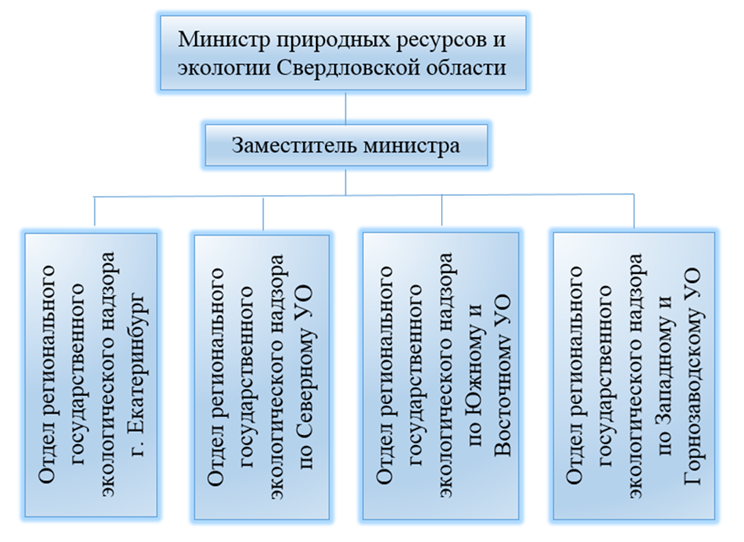 Министр природных ресурсов и
экологии Свердловской области
Заместитель министра
Отдел регионального
государственного
экологического надзора
г. Екатеринбург
Отдел регионального
государственного
экологического надзора
по Северному УО
Отдел регионального
государственного
экологического надзора
по Южному и
Восточному УО
Отдел регионального
государственного
экологического надзора
по Западному и
Горнозаводскому УО